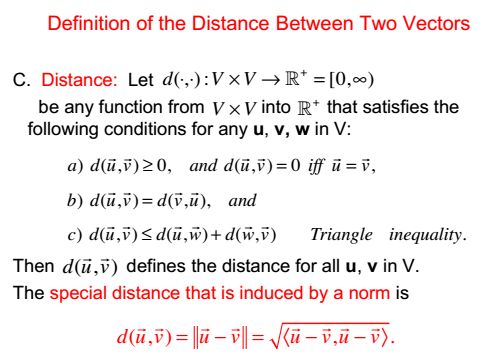 Definition of the Distance Between Two Vectors
C. Distance: Let d(·,·):V×V→ℝ⁺ =[0,∞)
be any function from V×V into ℝ⁺ that satisfies the
following conditions for any u, v, w in V:
a) d(u⃗,v⃗)≥0, and d(u⃗,v⃗)=0 iff u⃗=v⃗,
b) d(u⃗,v⃗)=d(v⃗,u⃗), and
c) d(u⃗,v⃗)≤d(u⃗,w⃗)+d(w⃗,v⃗) Triangle inequality.
Then d(u⃗,v⃗) defines the distance for all u, v in V.
The special distance that is induced by a norm is
d(u⃗,v⃗)=‖u⃗−v⃗‖=√⟨u⃗−v⃗,u⃗−v⃗⟩.